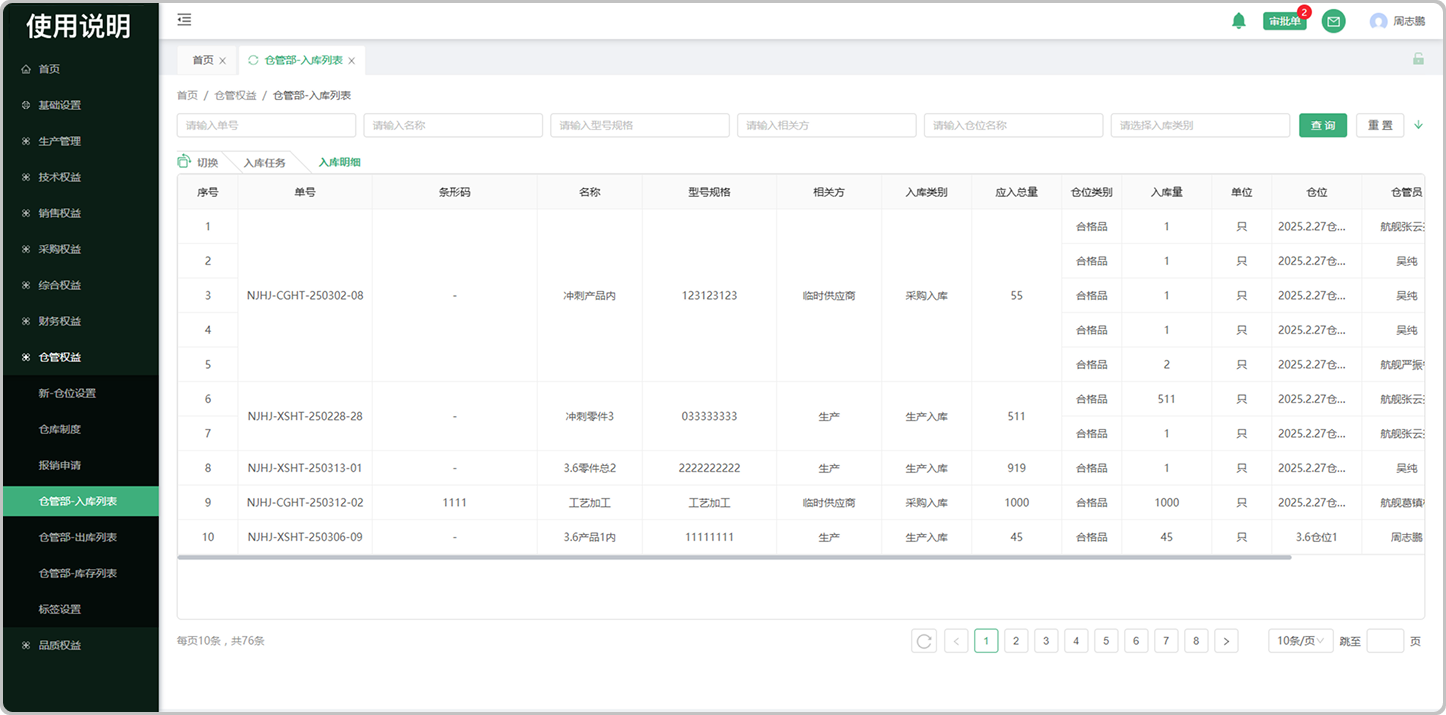 使用说明
首页
基础设置
生产管理
技术权益
销售权益
采购权益
综合权益
财务权益
仓管权益
新-仓位设置
仓库制度
报销申请
仓管部-入库列表
仓管部-出库列表
仓管部-库存列表
标签设置
品质权益
审批单 2 周志鹏
首页 仓管部-入库列表
首页 / 仓管权益 / 仓管部-入库列表
请输入单号 请输入名称 请输入型号规格 请输入相关方 请输入仓位名称 请选择入库类别 查 询 重 置
切换 入库任务 入库明细
序号 单号 条形码 名称 型号规格 相关方 入库类别 应入总量 仓位类别 入库量 单位 仓位 仓管员
1 合格品 1 只 2025.2.27仓... 航舰张云
2 合格品 1 只 2025.2.27仓... 吴纯
3 NJHJ-CGHT-250302-08 - 冲刺产品内 123123123 临时供应商 采购入库 55 合格品 1 只 2025.2.27仓... 吴纯
4 合格品 1 只 2025.2.27仓... 吴纯
5 合格品 2 只 2025.2.27仓... 航舰严振
6 合格品 511 只 2025.2.27仓... 航舰张云
NJHJ-XSHT-250228-28 - 冲刺零件3 033333333 生产 生产入库 511
7 合格品 1 只 2025.2.27仓... 航舰张云
8 NJHJ-XSHT-250313-01 - 3.6零件总2 2222222222 生产 生产入库 919 合格品 1 只 2025.2.27仓... 吴纯
9 NJHJ-CGHT-250312-02 1111 工艺加工 工艺加工 临时供应商 采购入库 1000 合格品 1000 只 2025.2.27仓... 航舰葛镇
10 NJHJ-XSHT-250306-09 - 3.6产品1内 11111111 生产 生产入库 45 合格品 45 只 3.6仓位1 周志鹏
每页10条，共76条 1 2 3 4 5 6 7 8 10条/页 跳至 页